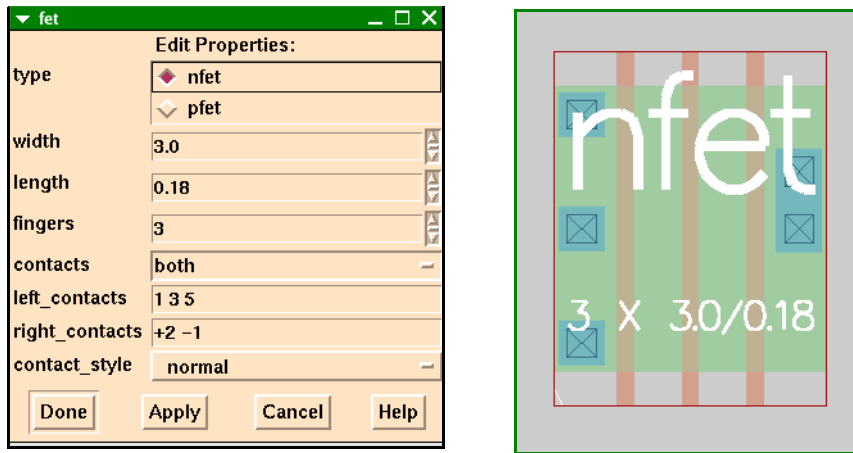 fet
Edit Properties:
type
nfet
pfet
width 3.0
length 0.18
fingers 3
contacts both
left_contacts 1 3 5
right_contacts +2 −1
contact_style normal
Done Apply Cancel Help
nfet
3 X 3.0/0.18